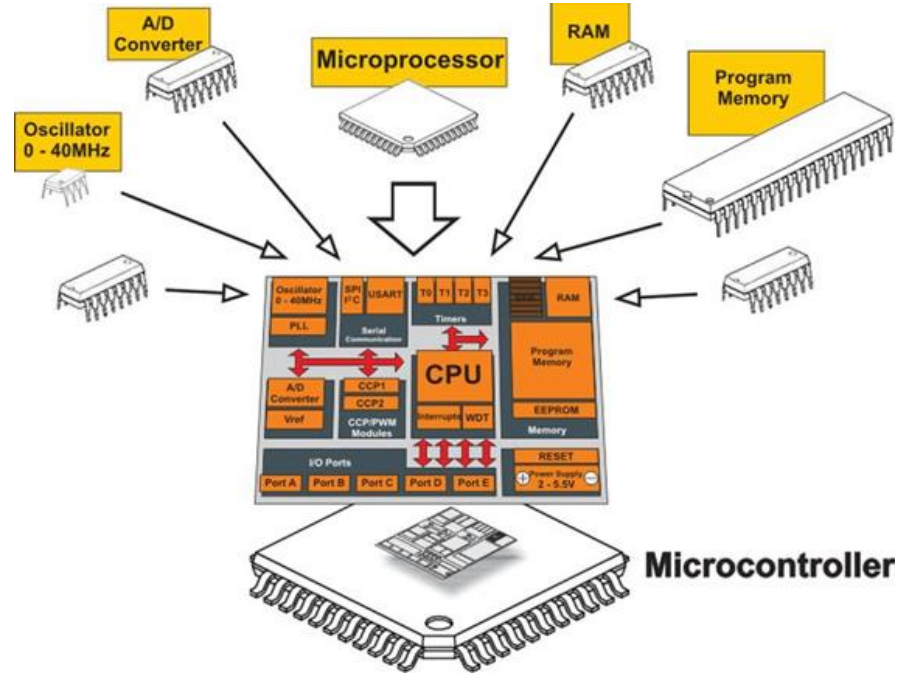 A/D
Converter
Microprocessor
RAM
Program
Memory
Oscillator
0 - 40MHz
Oscillator
0 - 40MHz
PLL
SPI
I²C
USART
Serial
Communication
T0 T1 T2 T3
Timers
RAM
Program
Memory
EEPROM
Memory
A/D
Converter
Vref
CCP1
CCP2
CCP/PWM
Modules
CPU
Interrupts
WDT
I/O Ports
Port A Port B Port C Port D Port E
RESET
Power Supply
+ 2 - 5.5V -
Microcontroller